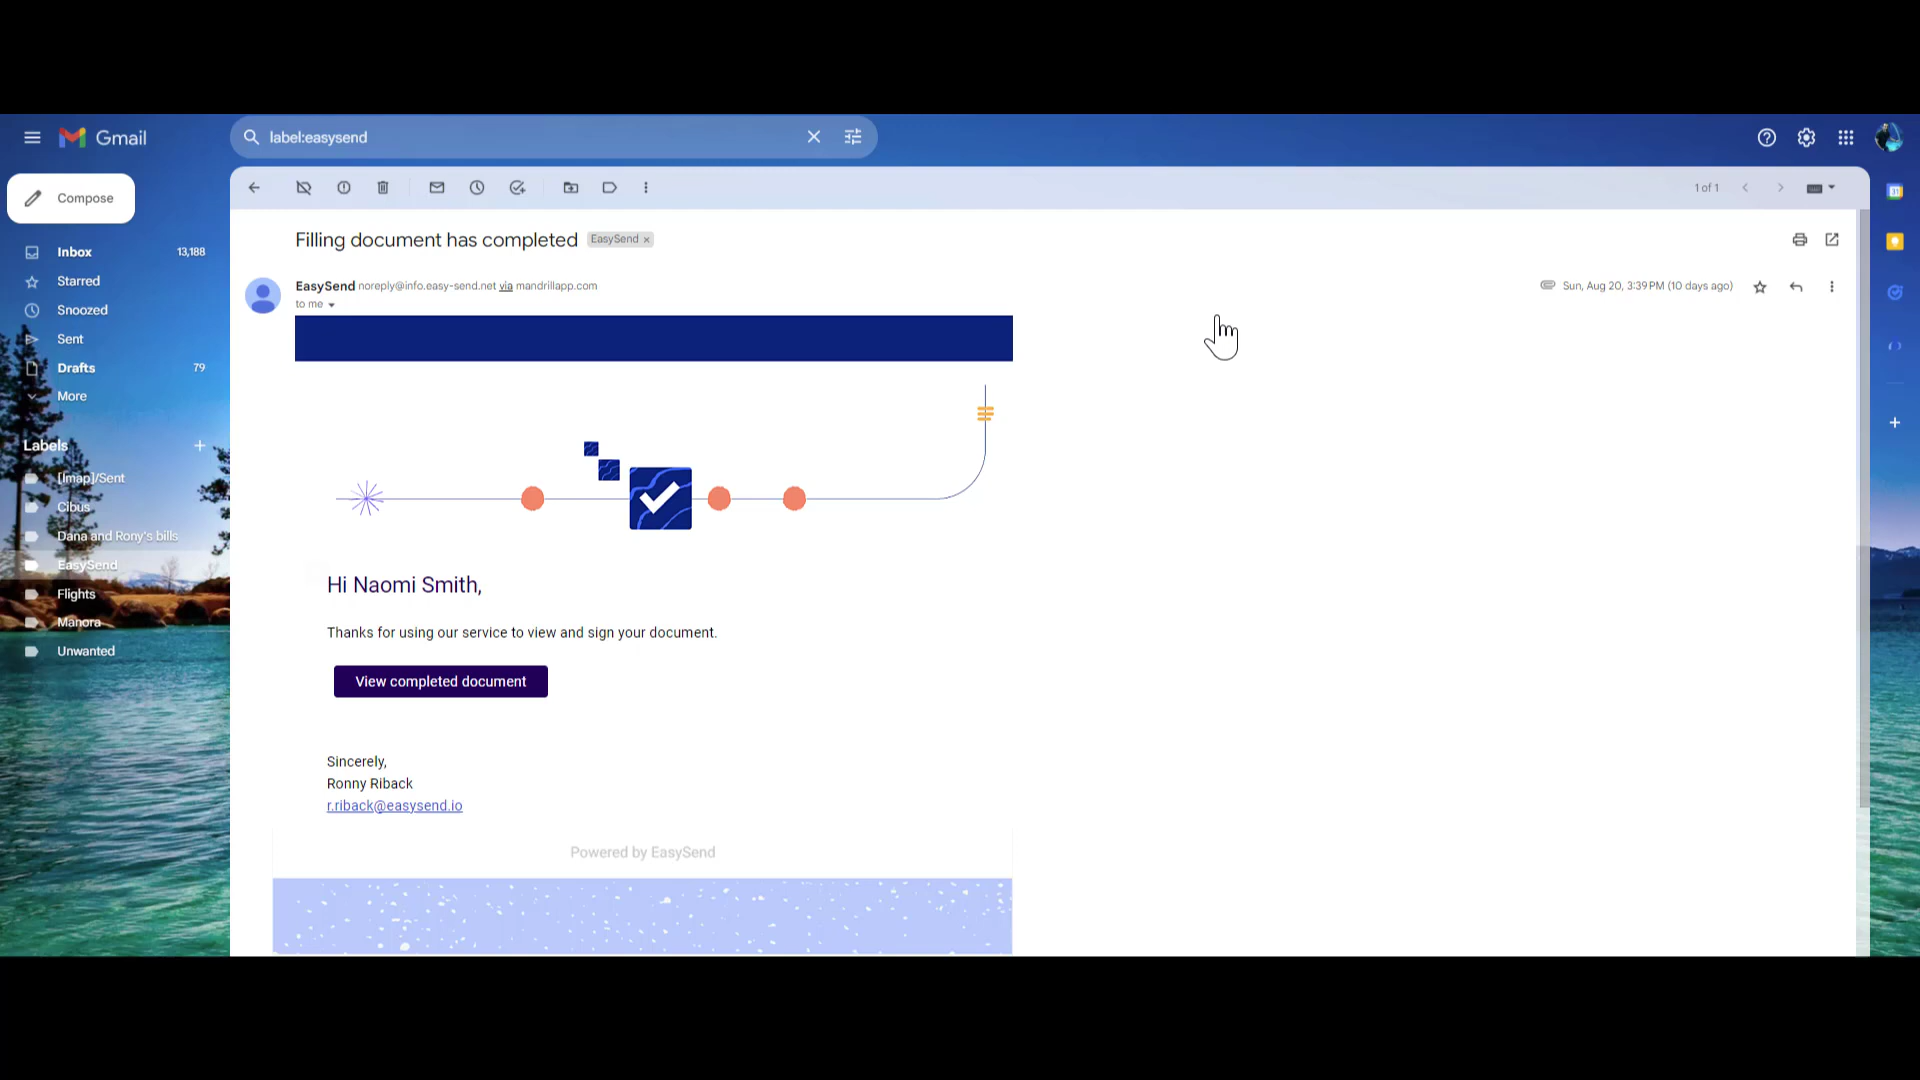 Gmail
label:easysend
Compose
1 of 1
Inbox 13,188
Starred
Snoozed
Sent
Drafts 79
More
Labels
[Imap]/Sent
Cibus
Dana and Rony's bills
EasySend
Flights
Manora
Unwanted
Filling document has completed EasySend x
EasySend noreply@info.easy-send.net via mandrillapp.com
Sun, Aug 20, 3:39 PM (10 days ago)
to me
Hi Naomi Smith,
Thanks for using our service to view and sign your document.
View completed document
Sincerely,
Ronny Riback
r.riback@easysend.io
Powered by EasySend
31